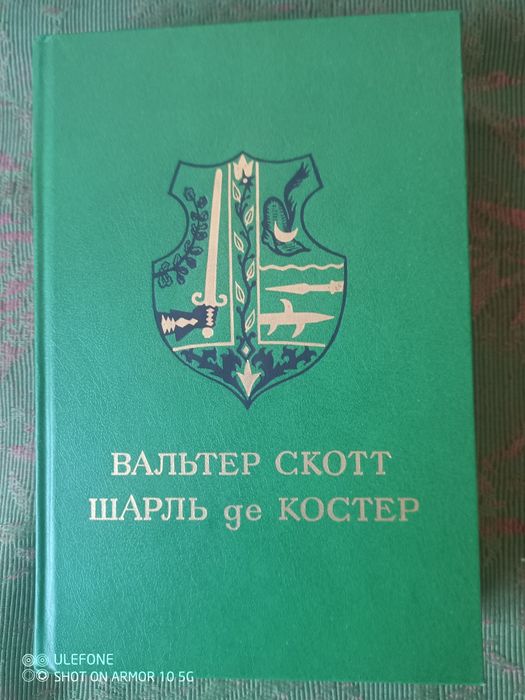 ВАЛЬТЕР СКОТТ
ШАРЛЬ де КОСТЕР
ULEFONE
SHOT ON ARMOR 10 5G